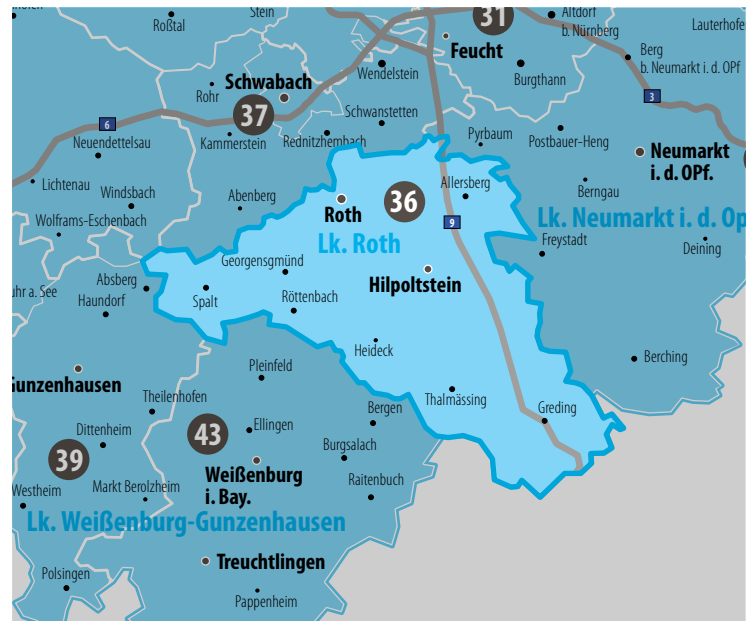 Stein
Roßtal
31
Altdorf
b. Nürnberg
Lauterhofe
Feucht
Berg
b. Neumarkt i. d. OPf
Wendelstein
Burgthann
Schwabach
Rohr
37
3
6
Schwanstetten
Neuendettelsau
Kammerstein
Rednitzhembach
Pyrbaum
Postbauer-Heng
Neumarkt
i. d. OPf.
Lichtenau
Windsbach
Abenberg
Allersberg
Berngau
Roth
36
Wolframs-Eschenbach
9
Lk. Neumarkt i. d. Op
Lk. Roth
Freystadt
Deining
Georgensgmünd
Absberg
Hilpoltstein
uhr a. See
Haundorf
Spalt
Röttenbach
Heideck
Berching
Pleinfeld
Gunzenhausen
Theilenhofen
Thalmässing
Bergen
Greding
Dittenheim
43
Ellingen
Burgsalach
39
Weißenburg
i. Bay.
Raitenbuch
Westheim
Markt Berolzheim
Lk. Weißenburg-Gunzenhausen
Treuchtlingen
Polsingen
Pappenheim